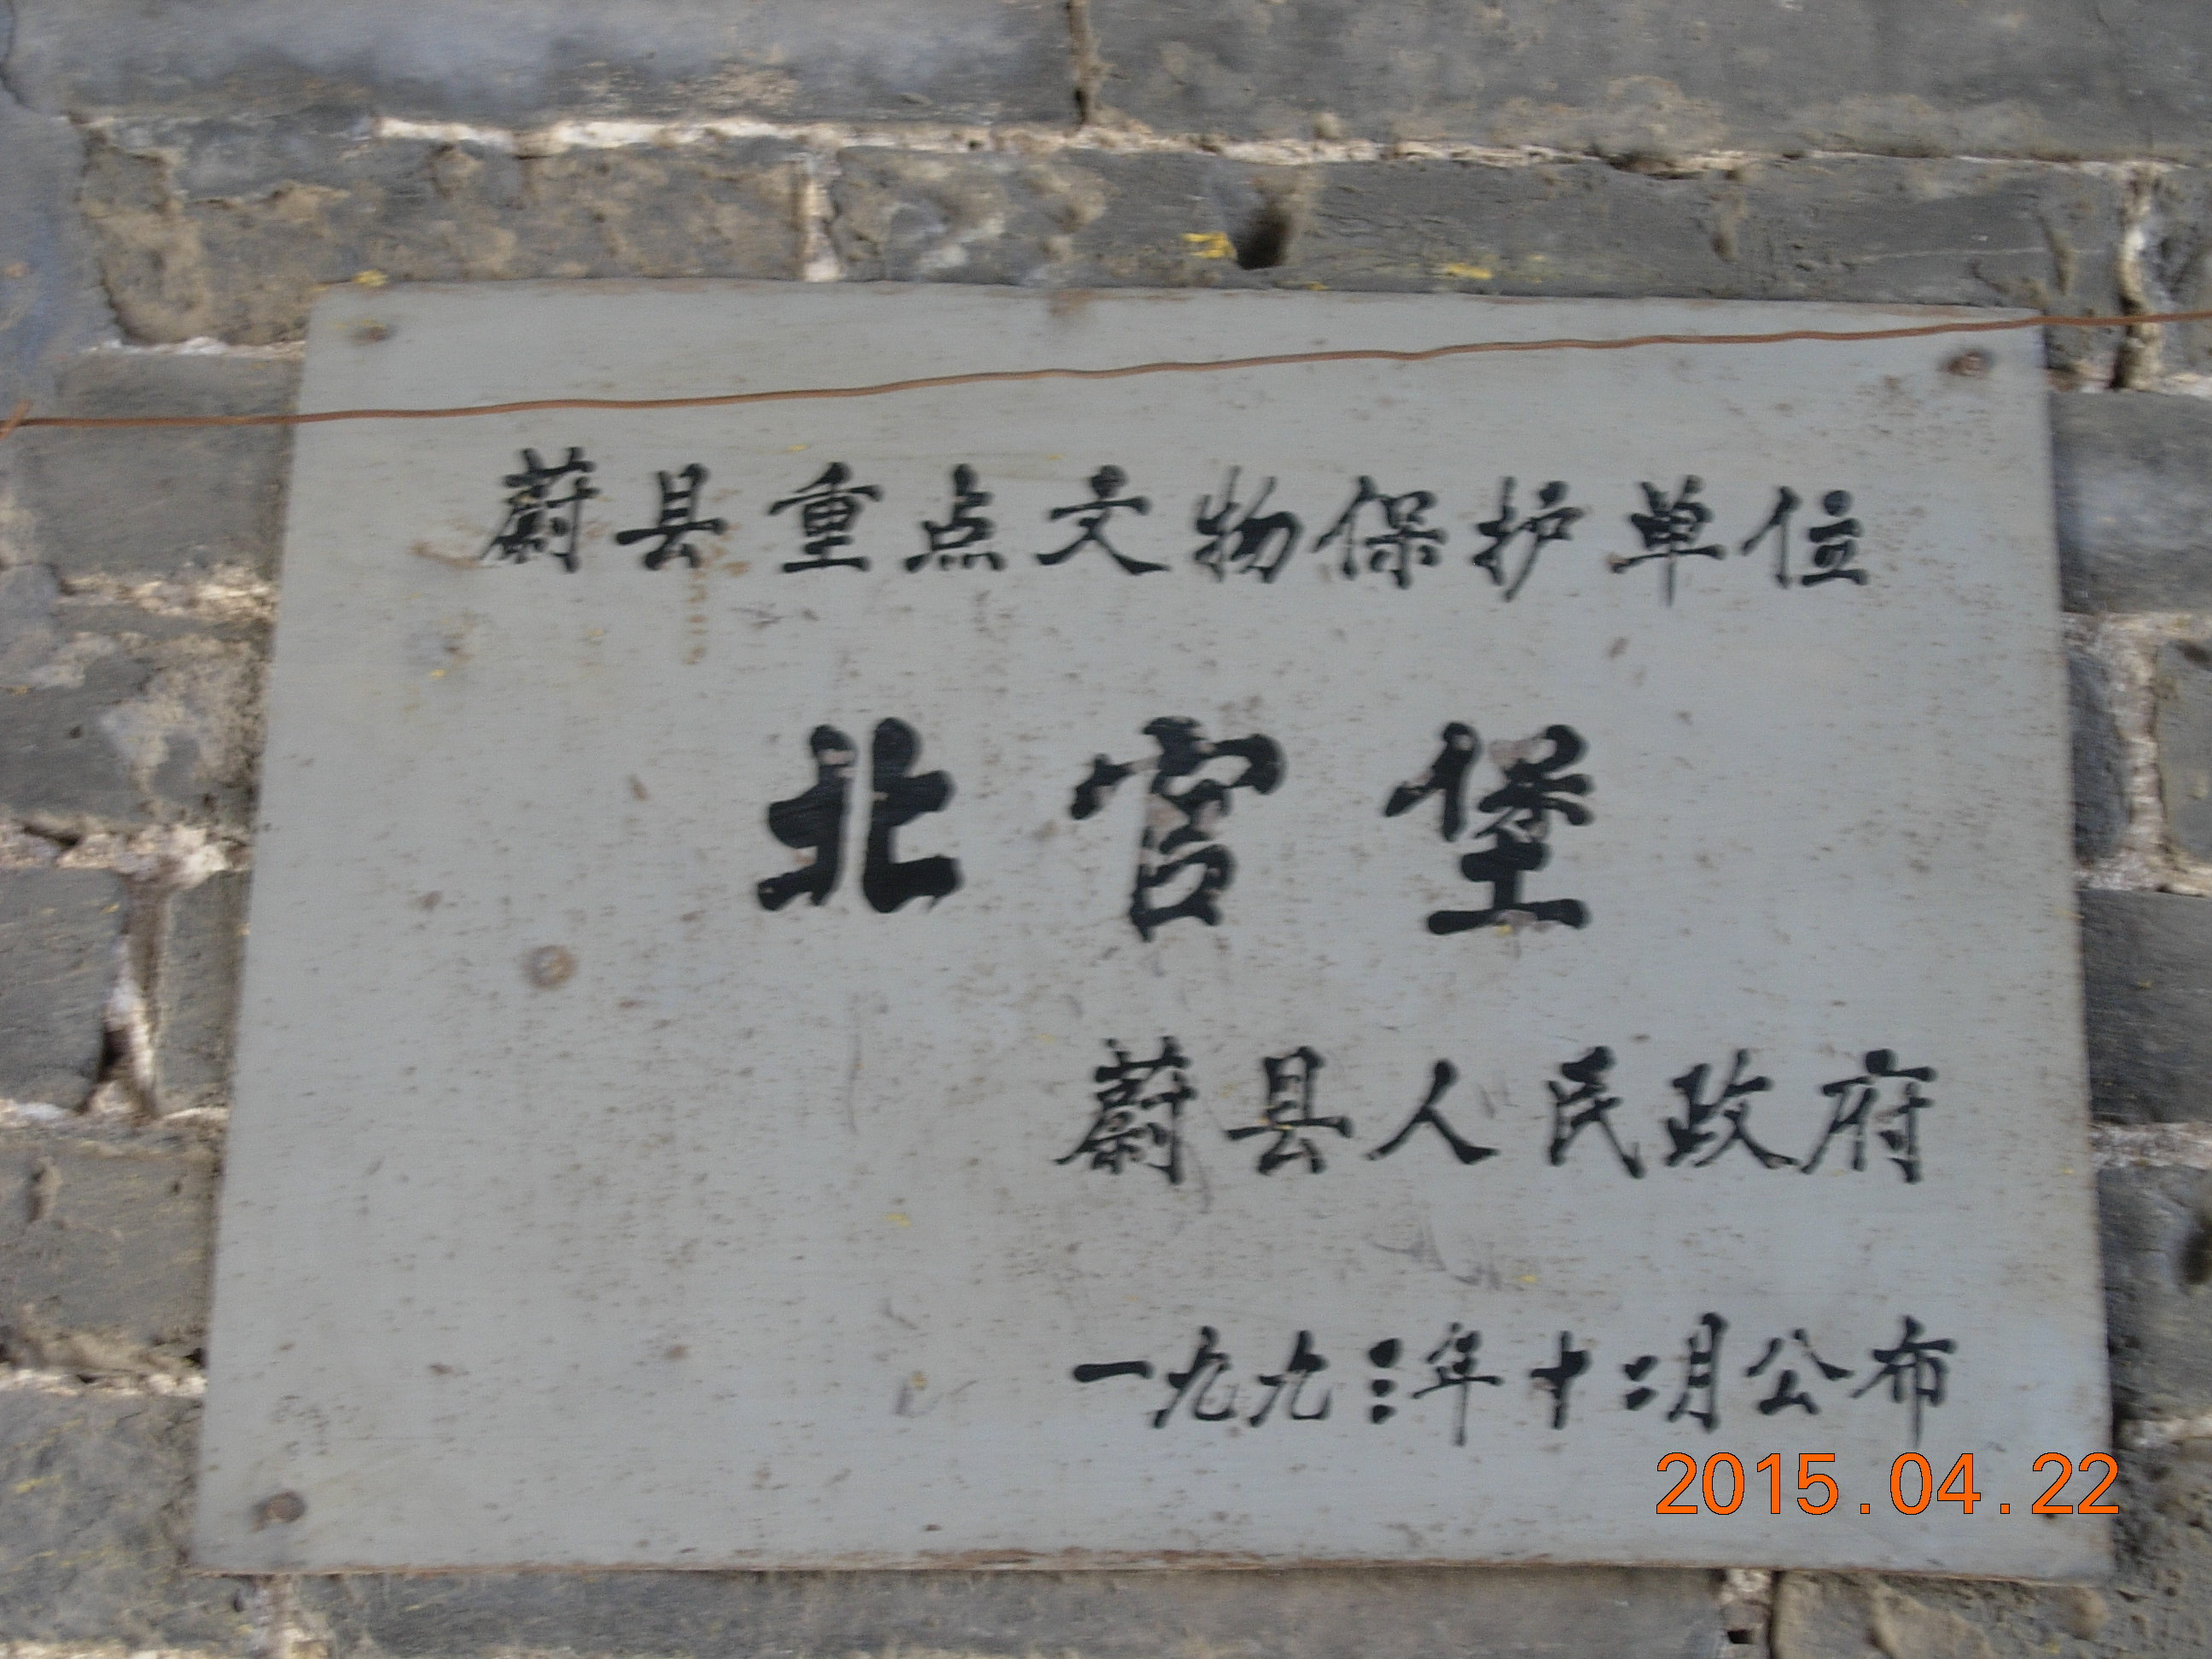 蔚县重点文物保护单位
北官堡
蔚县人民政府
一九九三年十二月公布
2015.04.22